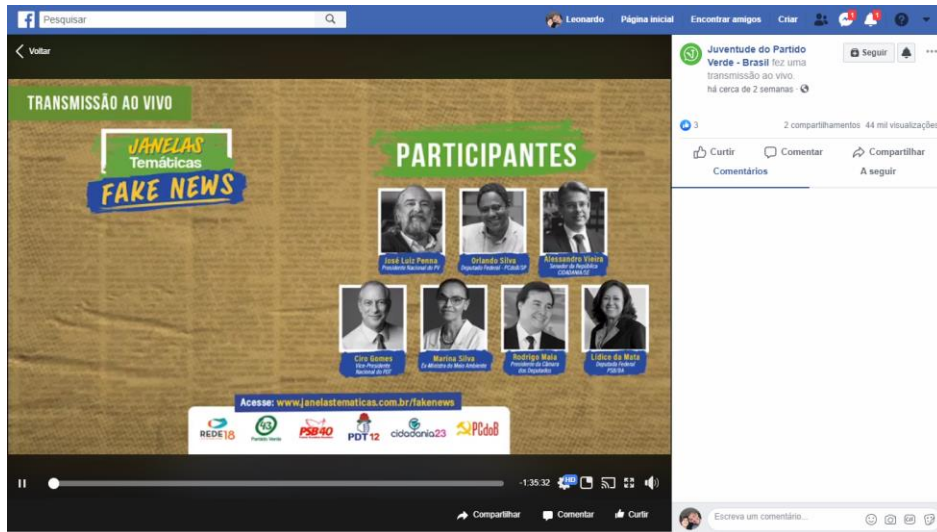 Pesquisar
Leonardo
Página inicial
Encontrar amigos
Criar
1
1
Voltar
TRANSMISSÃO AO VIVO
JANELAS
Temáticas
FAKE NEWS
PARTICIPANTES
José Luiz Penna
Presidente Nacional do PV
Orlando Silva
Deputado Federal - PCdoB/SP
Alessandro Vieira
Senador da República
CIDADANIA/SE
Ciro Gomes
Vice-Presidente
Nacional do PDT
Marina Silva
Ex-Ministra do Meio Ambiente
Rodrigo Maia
Presidente da Câmara
dos Deputados
Lídice da Mata
Deputada Federal
PSB/BA
Acesse: www.janelastematicas.com.br/fakenews
REDE18
43
Partido Verde
PSB40
PDT12
cidadania23
PCdoB
-1:35:32
HD
Compartilhar
Comentar
Curtir
Juventude do Partido
Verde - Brasil fez uma
transmissão ao vivo.
há cerca de 2 semanas ·
Seguir
3
2 compartilhamentos 44 mil visualizações
Curtir
Comentar
Compartilhar
Comentários
A seguir
Escreva um comentário...
GIF